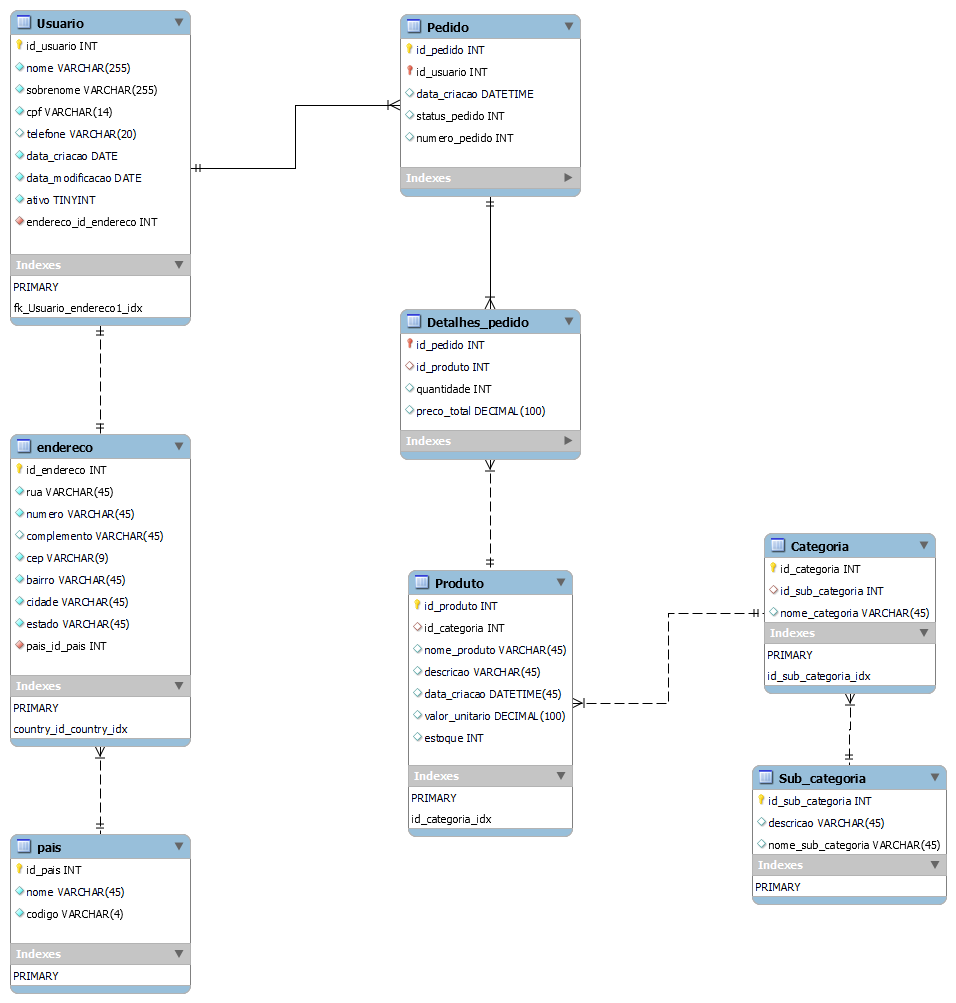 Usuario
id_usuario INT
nome VARCHAR(255)
sobrenome VARCHAR(255)
cpf VARCHAR(14)
telefone VARCHAR(20)
data_criacao DATE
data_modificacao DATE
ativo TINYINT
endereco_id_endereco INT
Indexes
PRIMARY
fk_Usuario_endereco1_idx
endereco
id_endereco INT
rua VARCHAR(45)
numero VARCHAR(45)
complemento VARCHAR(45)
cep VARCHAR(9)
bairro VARCHAR(45)
cidade VARCHAR(45)
estado VARCHAR(45)
pais_id_pais INT
Indexes
PRIMARY
country_id_country_idx
pais
id_pais INT
nome VARCHAR(45)
codigo VARCHAR(4)
Indexes
PRIMARY
Pedido
id_pedido INT
id_usuario INT
data_criacao DATETIME
status_pedido INT
numero_pedido INT
Indexes
Detalhes_pedido
id_pedido INT
id_produto INT
quantidade INT
preco_total DECIMAL(100)
Indexes
Produto
id_produto INT
id_categoria INT
nome_produto VARCHAR(45)
descricao VARCHAR(45)
data_criacao DATETIME(45)
valor_unitario DECIMAL(100)
estoque INT
Indexes
PRIMARY
id_categoria_idx
Categoria
id_categoria INT
id_sub_categoria INT
nome_categoria VARCHAR(45)
Indexes
PRIMARY
id_sub_categoria_idx
Sub_categoria
id_sub_categoria INT
descricao VARCHAR(45)
nome_sub_categoria VARCHAR(45)
Indexes
PRIMARY